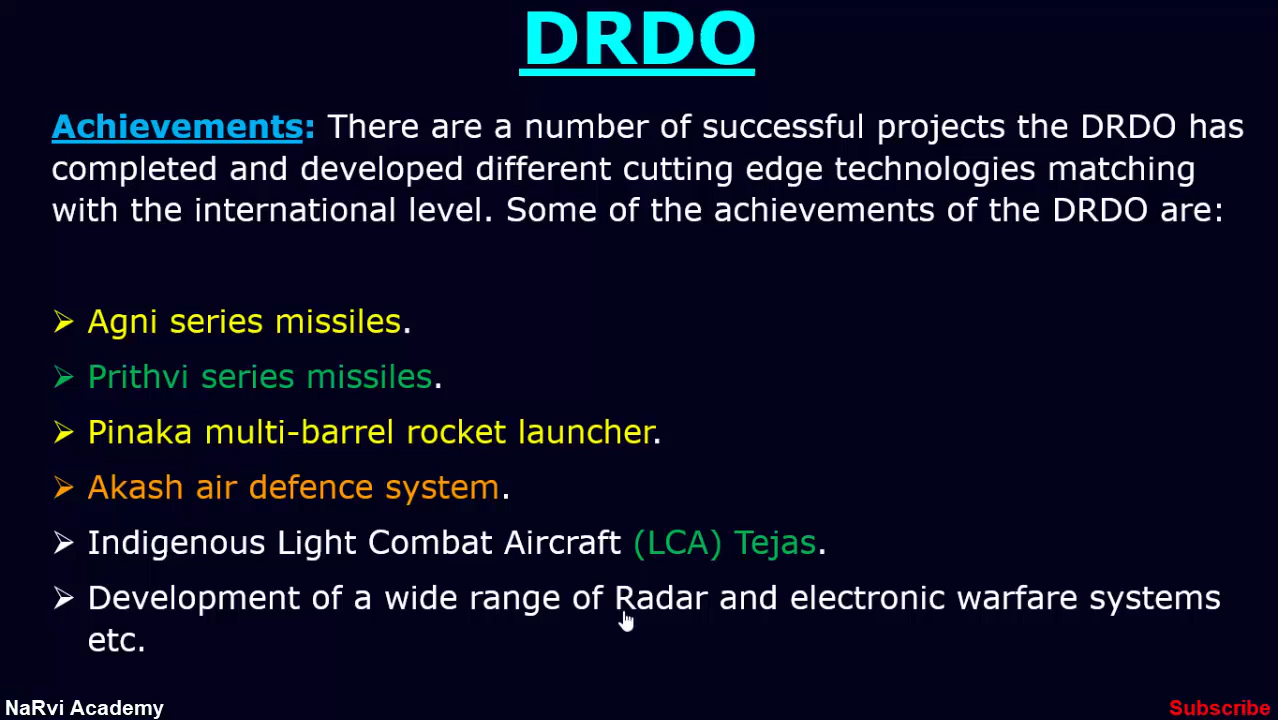 DRDO
Achievements: There are a number of successful projects the DRDO has
completed and developed different cutting edge technologies matching
with the international level. Some of the achievements of the DRDO are:
➢ Agni series missiles.
➢ Prithvi series missiles.
➢ Pinaka multi-barrel rocket launcher.
➢ Akash air defence system.
➢ Indigenous Light Combat Aircraft (LCA) Tejas.
➢ Development of a wide range of Radar and electronic warfare systems
etc.
NaRvi Academy
Subscribe